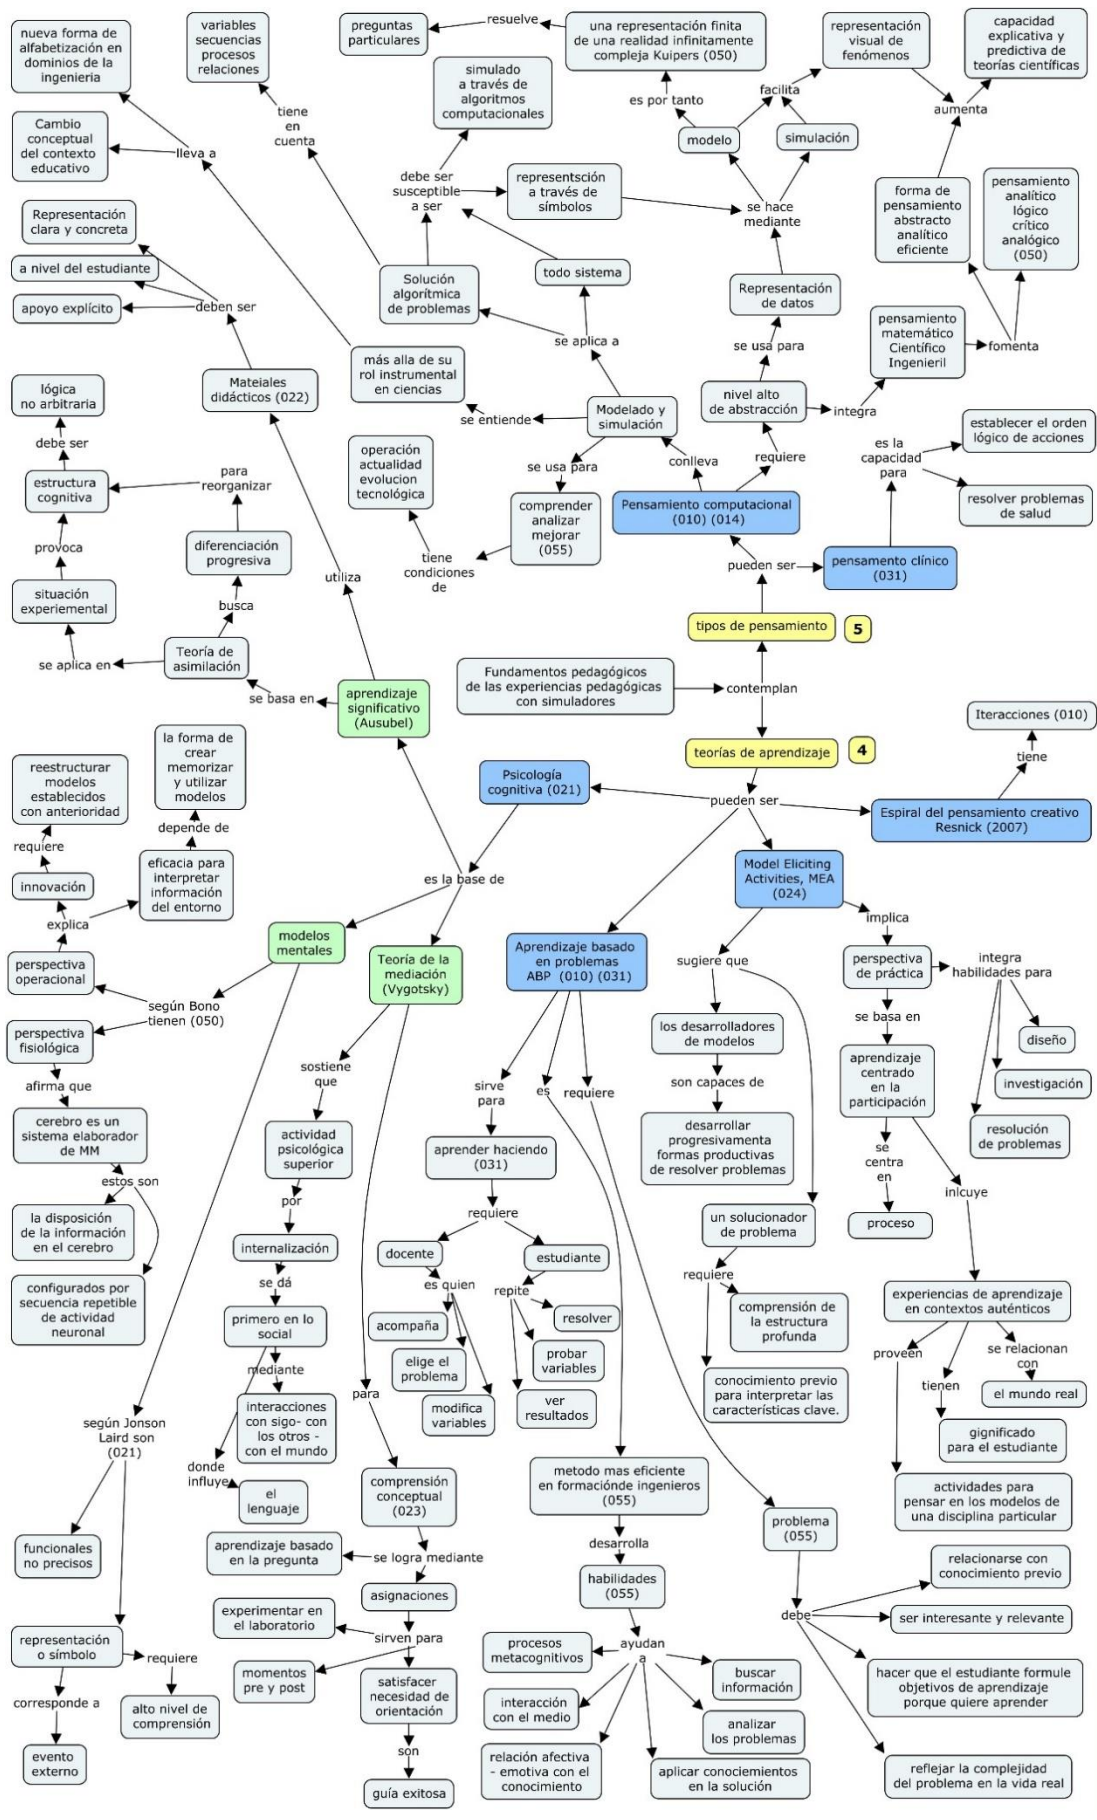 nueva forma de
alfabetización en
dominios de la
ingenieria
variables
secuencias
procesos
relaciones
preguntas
particulares
resuelve
una representación finita
de una realidad infinitamente
compleja Kuipers (050)
representación
visual de
fenómenos
capacidad
explicativa y
predictiva de
teorías científicas
simulado
a través de
algoritmos
computacionales
tiene
en
cuenta
es por tanto
facilita
aumenta
modelo
simulación
Cambio
conceptual
del contexto
educativo
lleva a
debe ser
susceptible
a ser
representsción
a través de
símbolos
se hace
mediante
forma de
pensamiento
abstracto
analítico
eficiente
pensamiento
analítico
lógico
crítico
analógico
(050)
Representación
clara y concreta
a nivel del estudiante
apoyo explícito
deben ser
Solución
algorítmica
de problemas
todo sistema
Representación
de datos
se aplica a
se usa para
pensamiento
matemático
Científico
Ingenieril
fomenta
más alla de su
rol instrumental
en ciencias
Mateiales
didácticos (022)
se entiende
Modelado y
simulación
nivel alto
de abstracción
integra
lógica
no arbitraria
debe ser
estructura
cognitiva
para
reorganizar
operación
actualidad
evolucion
tecnológica
se usa para
conlleva
requiere
es la
capacidad
para
establecer el orden
lógico de acciones
resolver problemas
de salud
comprender
analizar
mejorar
(055)
Pensamiento computacional
(010) (014)
provoca
diferenciación
progresiva
utiliza
tiene
condiciones
de
pueden ser
pensamento clínico
(031)
situación
experiemental
busca
se aplica en
Teoría de
asimilación
tipos de pensamiento
5
se basa en
aprendizaje
significativo
(Ausubel)
Fundamentos pedagógicos
de las experiencias pedagógicas
con simuladores
contemplan
Iteracciones (010)
tiene
teorías de aprendizaje
4
reestructurar
modelos
establecidos
con anterioridad
la forma de
crear
memorizar
y utilizar
modelos
Psicología
cognitiva (021)
pueden ser
Espiral del pensamiento creativo
Resnick (2007)
requiere
depende de
innovación
eficacia para
interpretar
información
del entorno
es la base de
Model Eliciting
Activities, MEA
(024)
explica
implica
perspectiva
operacional
modelos
mentales
Teoría de la
mediación
(Vygotsky)
Aprendizaje basado
en problemas
ABP (010) (031)
sugiere que
perspectiva
de práctica
integra
habilidades para
según Bono
tienen (050)
perspectiva
fisiológica
los desarrolladores
de modelos
se basa en
diseño
investigación
resolución
de problemas
afirma que
sostiene
que
sirve
para
es
requiere
son capaces de
aprendizaje
centrado
en la
participación
cerebro es un
sistema elaborador
de MM
actividad
psicológica
superior
aprender haciendo
(031)
desarrollar
progresivamente
formas productivas
de resolver problemas
se
centra
en
inlcuye
estos son
por
requiere
la disposición
de la información
en el cerebro
internalización
docente
estudiante
un solucionador
de problema
proceso
configurados por
secuencia repetible
de actividad
neuronal
se dá
es quien
repite
requiere
experiencias de aprendizaje
en contextos auténticos
primero en lo
social
acompaña
resolver
comprensión de
la estructura
profunda
proveen
se relacionan
con
mediante
elige el
problema
probar
variables
tienen
el mundo real
para
modifica
variables
ver
resultados
conocimiento previo
para interpretar las
características clave.
interacciones
con sigo- con
los otros -
con el mundo
gignificado
para el estudiante
según Jonson
Laird son
(021)
donde
influye
el
lenguaje
comprensión
conceptual
(023)
metodo mas eficiente
en formaciónde ingenieros
(055)
actividades para
pensar en los modelos de
una disciplina particular
problema
(055)
funcionales
no precisos
aprendizaje basado
en la pregunta
se logra mediante
desarrolla
relacionarse con
conocimiento previo
asignaciones
habilidades
(055)
experimentar en
el laboratorio
sirven para
debe
ser interesante y relevante
representación
o símbolo
requiere
procesos
metacognitivos
ayudan
a
buscar
información
hacer que el estudiante formule
objetivos de aprendizaje
porque quiere aprender
momentos
pre y post
satisfacer
necesidad de
orientación
interacción
con el medio
analizar
los problemas
corresponde a
alto nivel de
comprensión
evento
externo
son
guía exitosa
relación afectiva
- emotiva con el
conocimiento
aplicar conociemientos
en la solución
reflejar la complejidad
del problema en la vida real